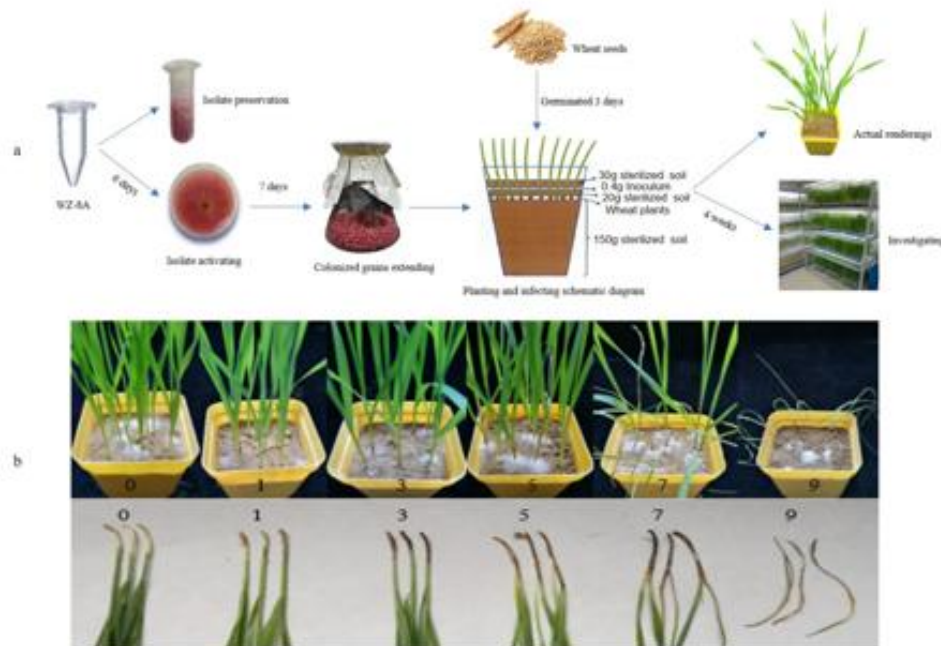 a
WZ-8A
Isolate preservation
6 days
Isolate activating
7 days
Colonized grains extending
Wheat seeds
Germinated 3 days
30g sterilized soil
0.4g Inoculum
20g sterilized soil
Wheat plants
150g sterilized soil
Planting and infecting schematic diagram
4 weeks
Actual renderings
Investigating
b
0
1
3
5
7
9
0
1
3
5
7
9